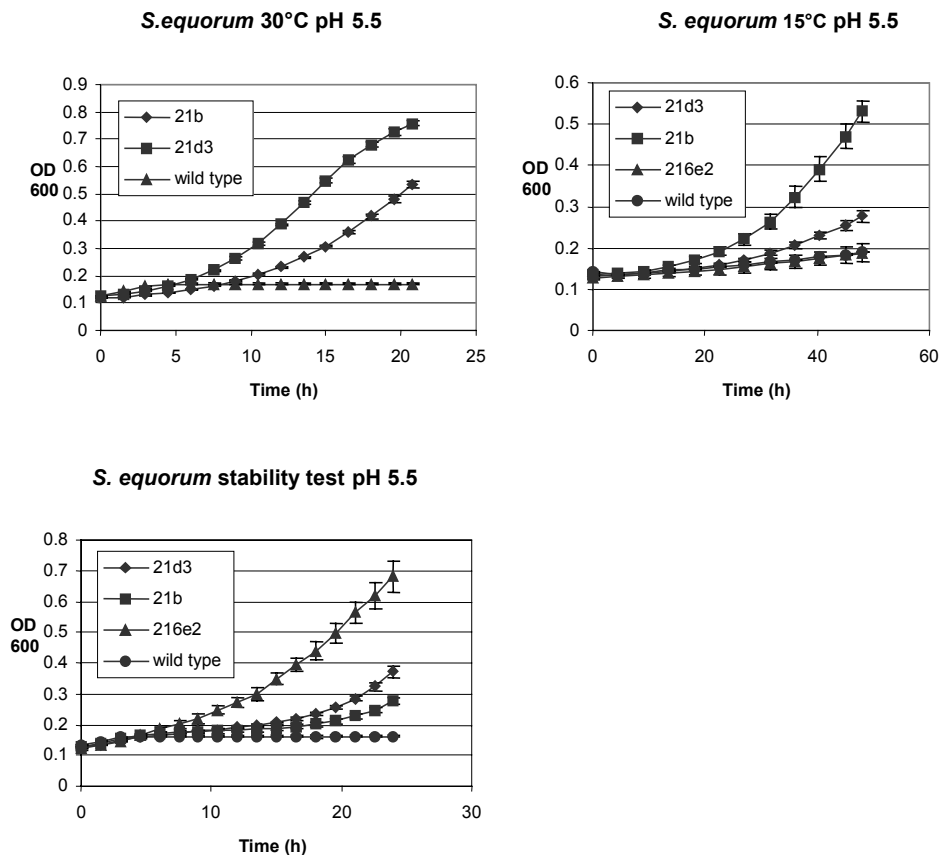 S.equorum 30°C pH 5.5
0.9
0.8
0.7
0.6
0.5
0.4
0.3
0.2
0.1
0
OD
600
21b
21d3
wild type
0 5 10 15 20 25
Time (h)
S. equorum 15°C pH 5.5
0.6
0.5
0.4
0.3
0.2
0.1
0
OD
600
21d3
21b
216e2
wild type
0 20 40 60
Time (h)
S. equorum stability test pH 5.5
0.8
0.7
0.6
0.5
0.4
0.3
0.2
0.1
0
OD
600
21d3
21b
216e2
wild type
0 10 20 30
Time (h)